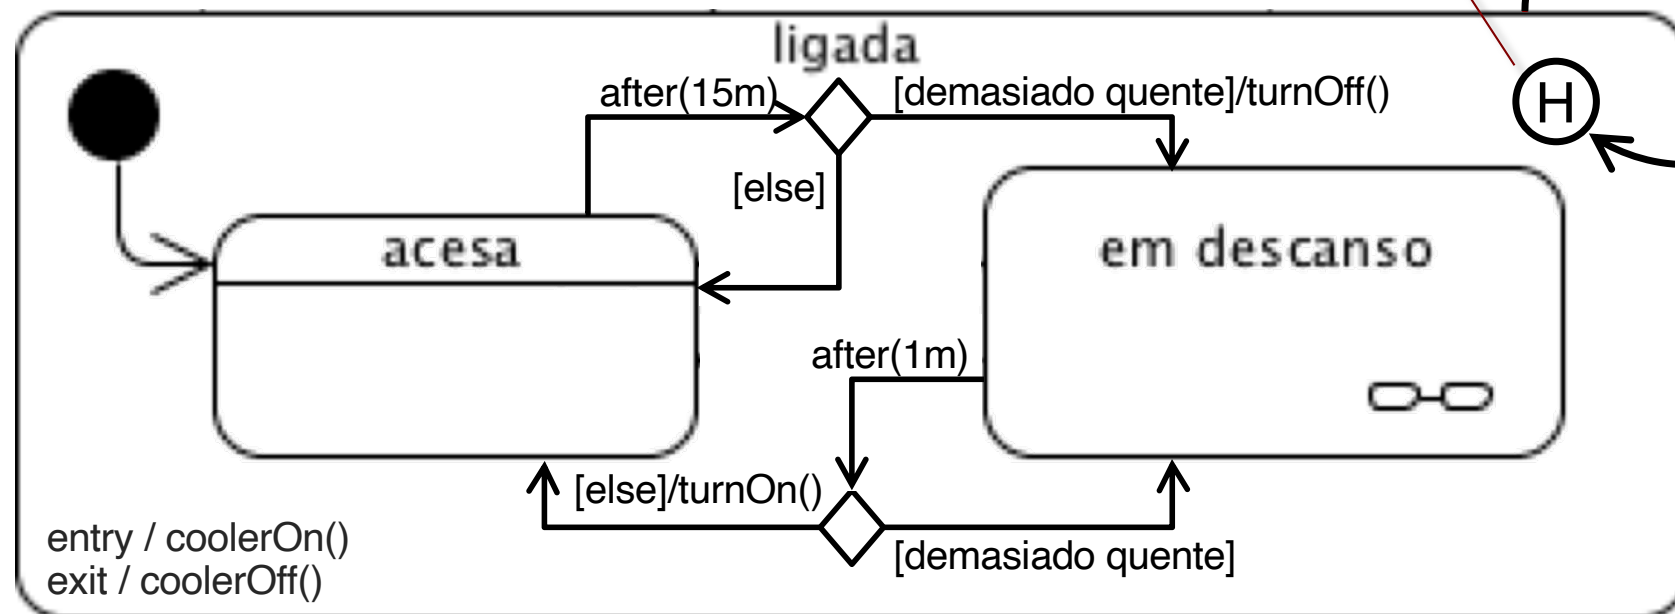 ligada
after(15m)
[demasiado quente]/turnOff()
H
[else]
acesa
em descanso
after(1m)
[else]/turnOn()
[demasiado quente]
entry / coolerOn()
exit / coolerOff()